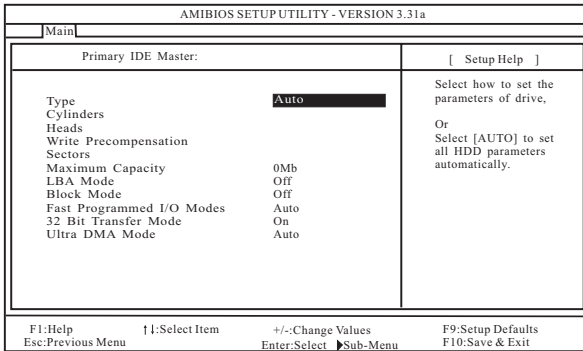 AMIBIOS SETUP UTILITY - VERSION 3.31a
Main
Primary IDE Master:
[ Setup Help ]
Type Auto
Cylinders
Heads
Write Precompensation
Sectors
Maximum Capacity 0Mb
LBA Mode Off
Block Mode Off
Fast Programmed I/O Modes Auto
32 Bit Transfer Mode On
Ultra DMA Mode Auto
Select how to set the
parameters of drive,
Or
Select [AUTO] to set
all HDD parameters
automatically.
F1:Help ↑↓:Select Item +/-:Change Values F9:Setup Defaults
Esc:Previous Menu Enter:Select ▶Sub-Menu F10:Save & Exit